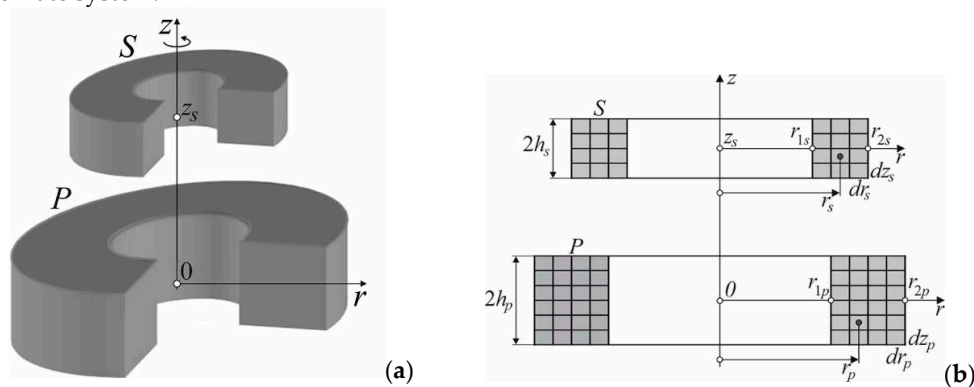 z
S
z_s
P
0
r
(a)
z
S
2h_s
z_s
r_1s
r_2s
r
dz_s
dr_s
r_s
P
2h_p
0
r_1p
r_2p
r
dz_p
dr_p
r_p
(b)